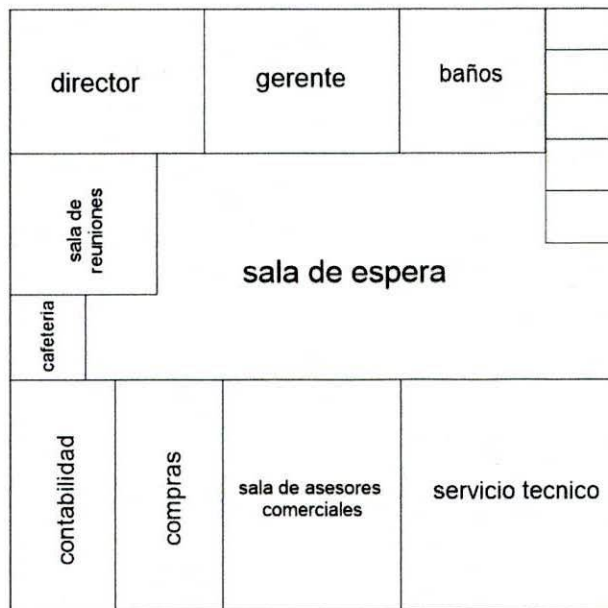 director
gerente
baños
sala de
reuniones
sala de espera
cafeteria
contabilidad
compras
sala de asesores
comerciales
servicio tecnico